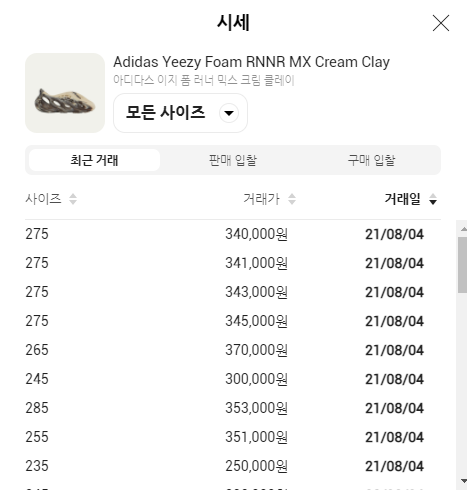 시세
Adidas Yeezy Foam RNNR MX Cream Clay
아디다스 이지 폼 러너 믹스 크림 클레이
모든 사이즈
최근 거래 판매 입찰 구매 입찰
사이즈 거래가 거래일
275 340,000원 21/08/04
275 341,000원 21/08/04
275 343,000원 21/08/04
275 345,000원 21/08/04
265 370,000원 21/08/04
245 300,000원 21/08/04
285 353,000원 21/08/04
255 351,000원 21/08/04
235 250,000원 21/08/04